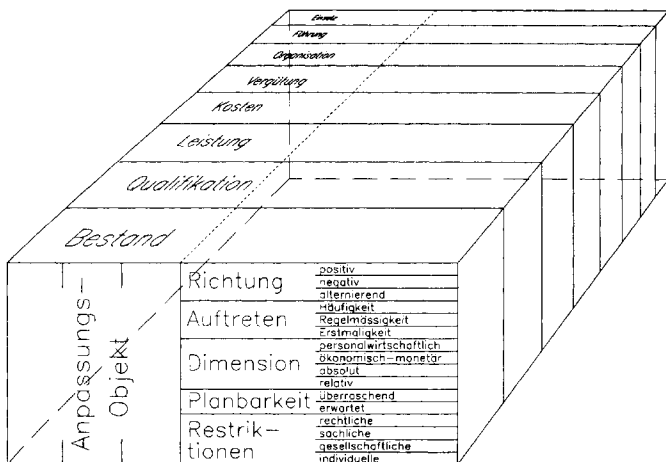 Einsatz
Führung
Organisation
Vergütung
Kosten
Leistung
Qualifikation
Bestand
Anpassungs-
Objekt
Richtung
positiv
negativ
alternierend
Auftreten
Häufigkeit
Regelmässigkeit
Erstmaligkeit
Dimension
personalwirtschaftlich
ökonomisch-monetär
absolut
relativ
Planbarkeit
überraschend
erwartet
Restrik-
tionen
rechtliche
sachliche
gesellschaftliche
individuelle